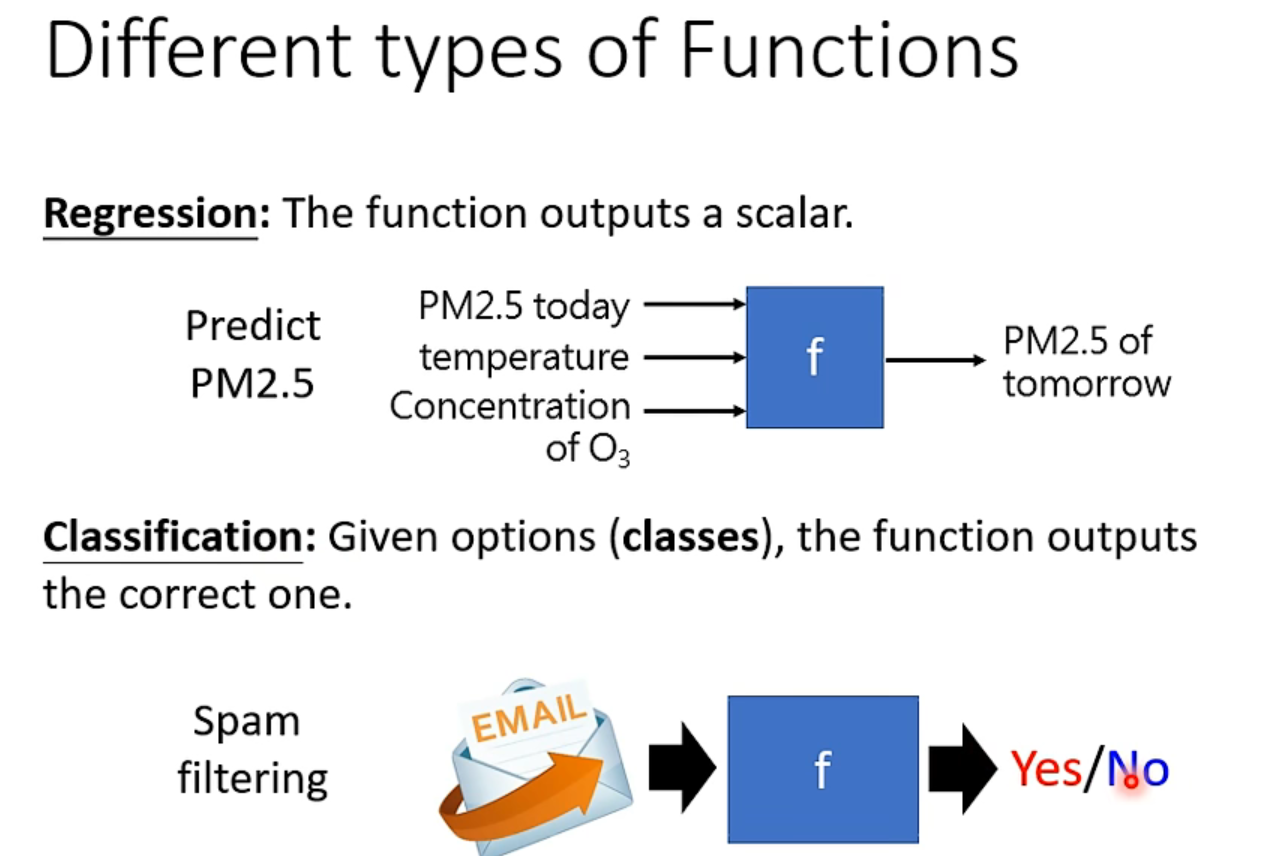 Different types of Functions
Regression: The function outputs a scalar.
Predict
PM2.5
PM2.5 today
temperature
Concentration
of O₃
f
PM2.5 of
tomorrow
Classification: Given options (classes), the function outputs
the correct one.
Spam
filtering
EMAIL
f
Yes/No